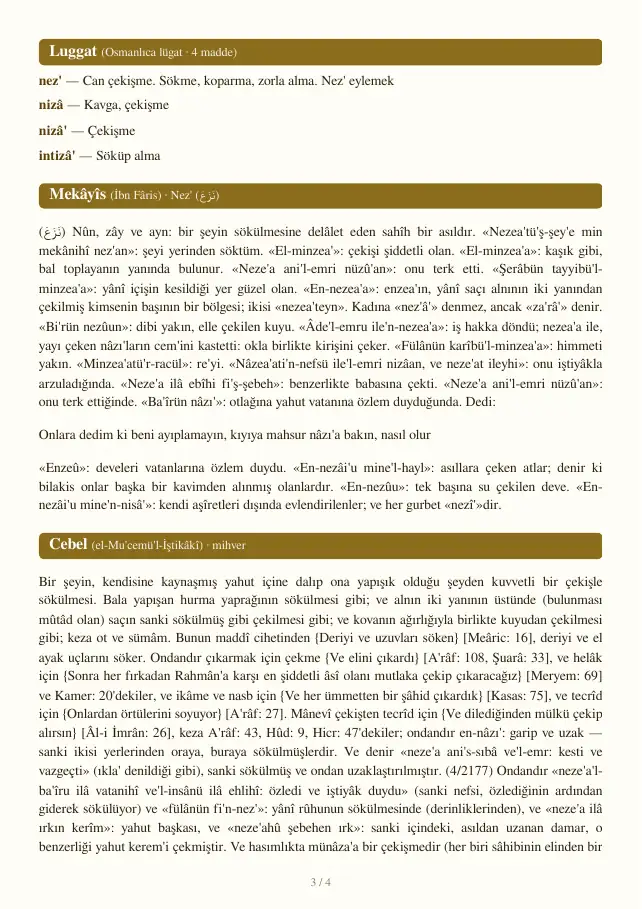 Luggat (Osmanlıca lügat · 4 madde)
nez' — Can çekişme. Sökme, koparma, zorla alma. Nez' eylemek
nizâ — Kavga, çekişme
nizâ' — Çekişme
intizâ' — Söküp alma
Mekâyîs (İbn Fâris) · Nez' (نَزَعَ)
(نَزَعَ) Nûn, zây ve ayn: bir şeyin sökülmesine delâlet eden sahîh bir asıldır. «Nezea'tü'ş-şey'e min
mekânihî nez'an»: şeyi yerinden söktüm. «El-minzea'»: çekişi şiddetli olan. «El-minzea'a»: kaşık gibi,
bal toplayanın yanında bulunur. «Neze'a ani'l-emri nüzû'an»: onu terk etti. «Şerâbün tayyibü'l-
minzea'a»: yânî içişin kesildiği yer güzel olan. «En-nezea'a»: enzea'ın, yânî saçı alnının iki yanından
çekilmiş kimsenin başının bir bölgesi; ikisi «nezea'teyn». Kadına «nez'â'» denmez, ancak «za'râ'» denir.
«Bi'rün nezûun»: dibi yakın, elle çekilen kuyu. «Âde'l-emru ile'n-nezea'a»: iş hakka döndü; nezea'a ile,
yayı çeken nâzı'ların cem'ini kastetti: okla birlikte kirişini çeker. «Fülânün karîbü'l-minzea'a»: himmeti
yakın. «Minzea'atü'r-racül»: re'yi. «Nâzea'ati'n-nefsü ile'l-emri nizâan, ve neze'at ileyhi»: onu iştiyâkla
arzuladığında. «Neze'a ilâ ebîhi fi'ş-şebeh»: benzerlikte babasına çekti. «Neze'a ani'l-emri nüzû'an»:
onu terk ettiğinde. «Ba'îrün nâzı'»: otlağına yahut vatanına özlem duyduğunda. Dedi:
Onlara dedim ki beni ayıplamayın, kıyıya mahsur nâzı'a bakın, nasıl olur
«Enzeû»: develeri vatanlarına özlem duydu. «En-nezâi'u mine'l-hayl»: asıllara çeken atlar; denir ki
bilakis onlar başka bir kavimden alınmış olanlardır. «En-nezûu»: tek başına su çekilen deve. «En-
nezâi'u mine'n-nisâ'»: kendi aşîretleri dışında evlendirilenler; ve her gurbet «nezî'»dir.
Cebel (el-Mu'cemü'l-İştikâkî) · mihver
Bir şeyin, kendisine kaynaşmış yahut içine dalıp ona yapışık olduğu şeyden kuvvetli bir çekişle
sökülmesi. Bala yapışan hurma yaprağının sökülmesi gibi; ve alnın iki yanının üstünde (bulunması
mûtâd olan) saçın sanki sökülmüş gibi çekilmesi gibi; ve kovanın ağırlığıyla birlikte kuyudan çekilmesi
gibi; keza ot ve sümâm. Bunun maddî cihetinden {Deriyi ve uzuvları söken} [Meâric: 16], deriyi ve el
ayak uçlarını söker. Ondandır çıkarmak için çekme {Ve elini çıkardı} [A'râf: 108, Şuarâ: 33], ve helâk
için {Sonra her fırkadan Rahmân'a karşı en şiddetli âsî olanı mutlaka çekip çıkaracağız} [Meryem: 69]
ve Kamer: 20'dekiler, ve ikâme ve nasb için {Ve her ümmetten bir şâhid çıkardık} [Kasas: 75], ve tecrîd
için {Onlardan örtülerini soyuyor} [A'râf: 27]. Mânevî çekişten tecrîd için {Ve dilediğinden mülkü çekip
alırsın} [Âl-i İmrân: 26], keza A'râf: 43, Hûd: 9, Hicr: 47'dekiler; ondandır en-nâzı': garip ve uzak —
sanki ikisi yerlerinden oraya, buraya sökülmüşlerdir. Ve denir «neze'a ani's-sıbâ ve'l-emr: kesti ve
vazgeçti» (ıkla' denildiği gibi), sanki sökülmüş ve ondan uzaklaştırılmıştır. (4/2177) Ondandır «neze'a'l-
ba'îru ilâ vatanihî ve'l-insânü ilâ ehlihî: özledi ve iştiyâk duydu» (sanki nefsi, özlediğinin ardından
giderek sökülüyor) ve «fülânün fi'n-nez'»: yânî rûhunun sökülmesinde (derinliklerinden), ve «neze'a ilâ
ırkın kerîm»: yahut başkası, ve «neze'ahû şebehen ırk»: sanki içindeki, asıldan uzanan damar, o
benzerliği yahut kerem'i çekmiştir. Ve hasımlıkta münâza'a bir çekişmedir (her biri sâhibinin elinden bir
3 / 4